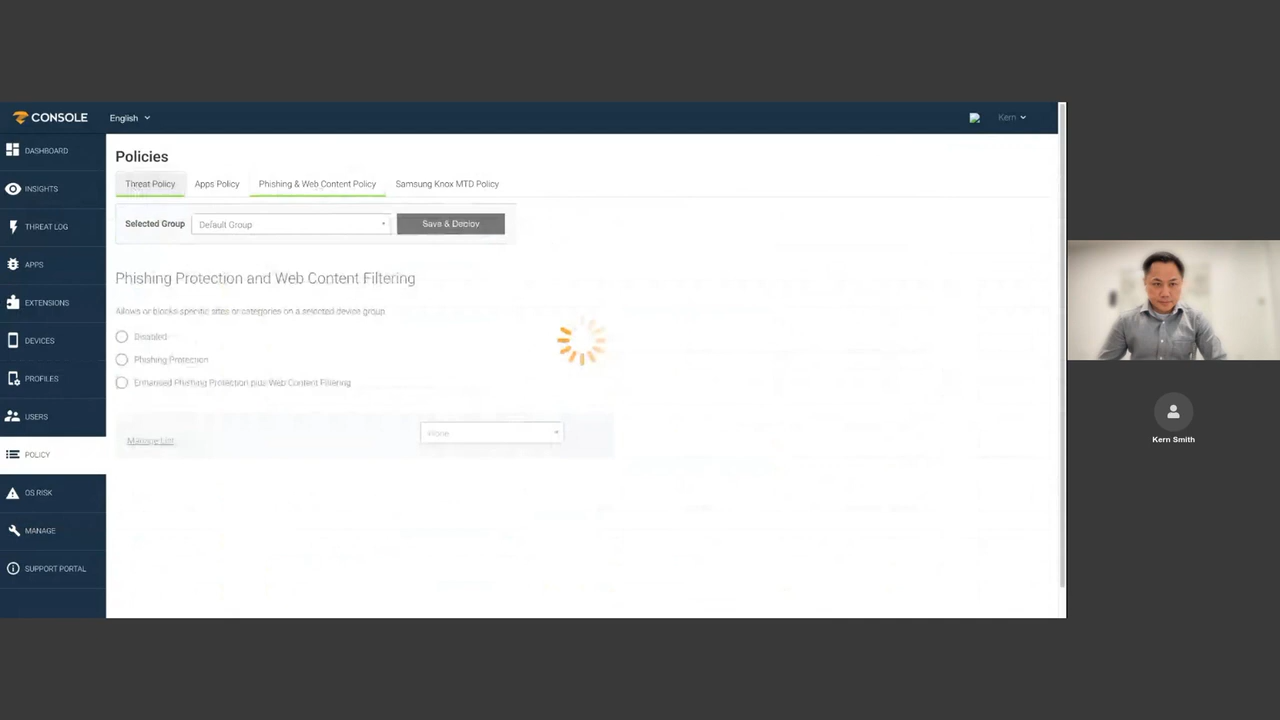 CONSOLE
English
Kern
DASHBOARD
INSIGHTS
THREAT LOG
APPS
EXTENSIONS
DEVICES
PROFILES
USERS
POLICY
OS RISK
MANAGE
SUPPORT PORTAL
Policies
Threat Policy
Apps Policy
Phishing & Web Content Policy
Samsung Knox MTD Policy
Selected Group
Default Group
Save & Deploy
Phishing Protection and Web Content Filtering
Allows or blocks specific sites or categories on a selected device group
Disabled
Phishing Protection
Enhanced Phishing Protection plus Web Content Filtering
Manage List
None
Kern Smith